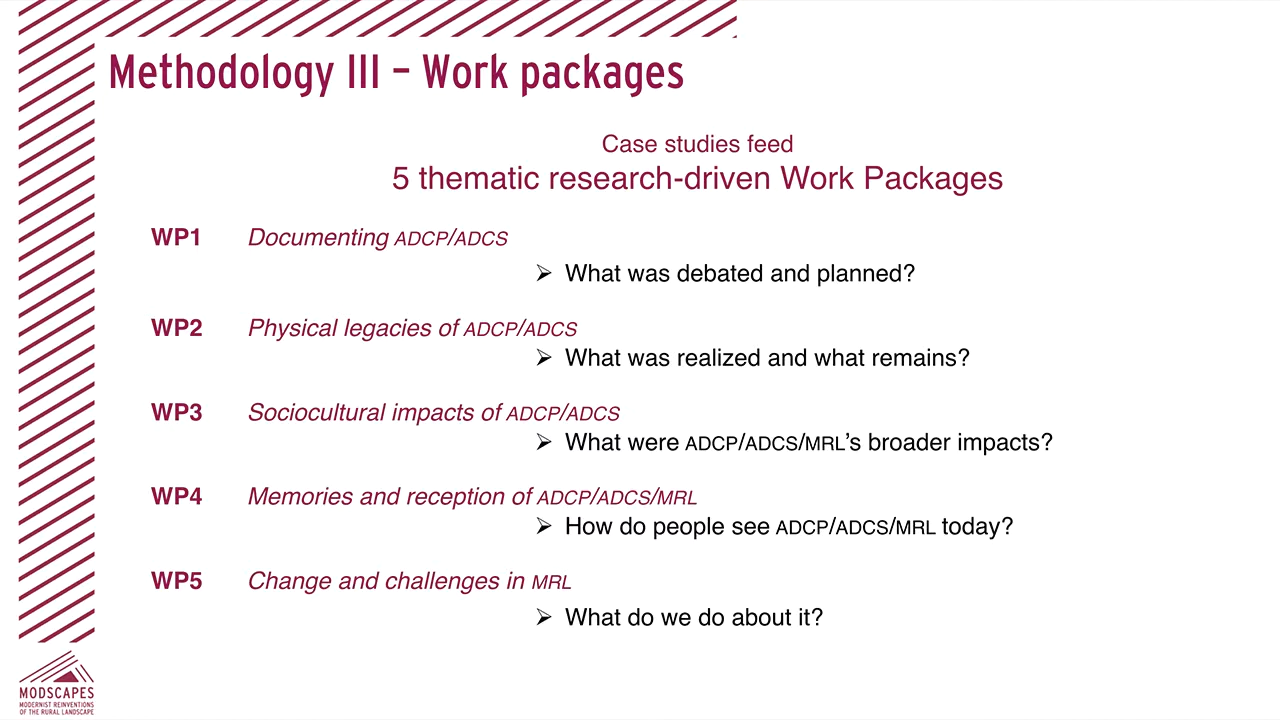 Methodology III – Work packages
Case studies feed
5 thematic research-driven Work Packages
WP1 Documenting ADCP/ADCS
➢ What was debated and planned?
WP2 Physical legacies of ADCP/ADCS
➢ What was realized and what remains?
WP3 Sociocultural impacts of ADCP/ADCS
➢ What were ADCP/ADCS/MRL’s broader impacts?
WP4 Memories and reception of ADCP/ADCS/MRL
➢ How do people see ADCP/ADCS/MRL today?
WP5 Change and challenges in MRL
➢ What do we do about it?
MODSCAPES
MODERNIST REINVENTIONS
OF THE RURAL LANDSCAPE